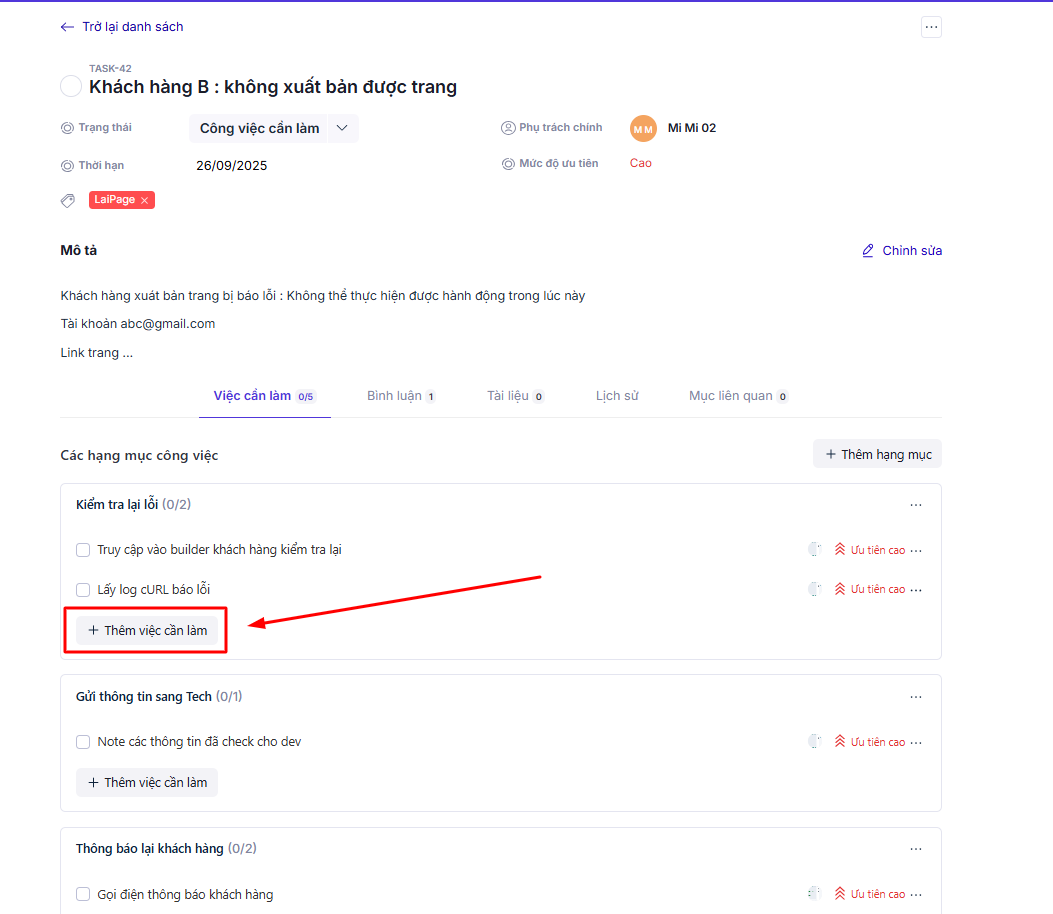 Trở lại danh sách
TASK-42
Khách hàng B : không xuất bản được trang
Trạng thái Công việc cần làm Phụ trách chính MM Mi Mi 02
Thời hạn 26/09/2025 Mức độ ưu tiên Cao
LaiPage
Mô tả Chỉnh sửa
Khách hàng xuát bản trang bị báo lỗi : Không thể thực hiện được hành động trong lúc này
Tài khoản abc@gmail.com
Link trang ...
Việc cần làm 0/5 Bình luận 1 Tài liệu 0 Lịch sử Mục liên quan 0
Các hạng mục công việc + Thêm hạng mục
Kiểm tra lại lỗi (0/2)
Truy cập vào builder khách hàng kiểm tra lại Ưu tiên cao
Lấy log cURL báo lỗi Ưu tiên cao
+ Thêm việc cần làm
Gửi thông tin sang Tech (0/1)
Note các thông tin đã check cho dev Ưu tiên cao
+ Thêm việc cần làm
Thông báo lại khách hàng (0/2)
Gọi điện thông báo khách hàng Ưu tiên cao